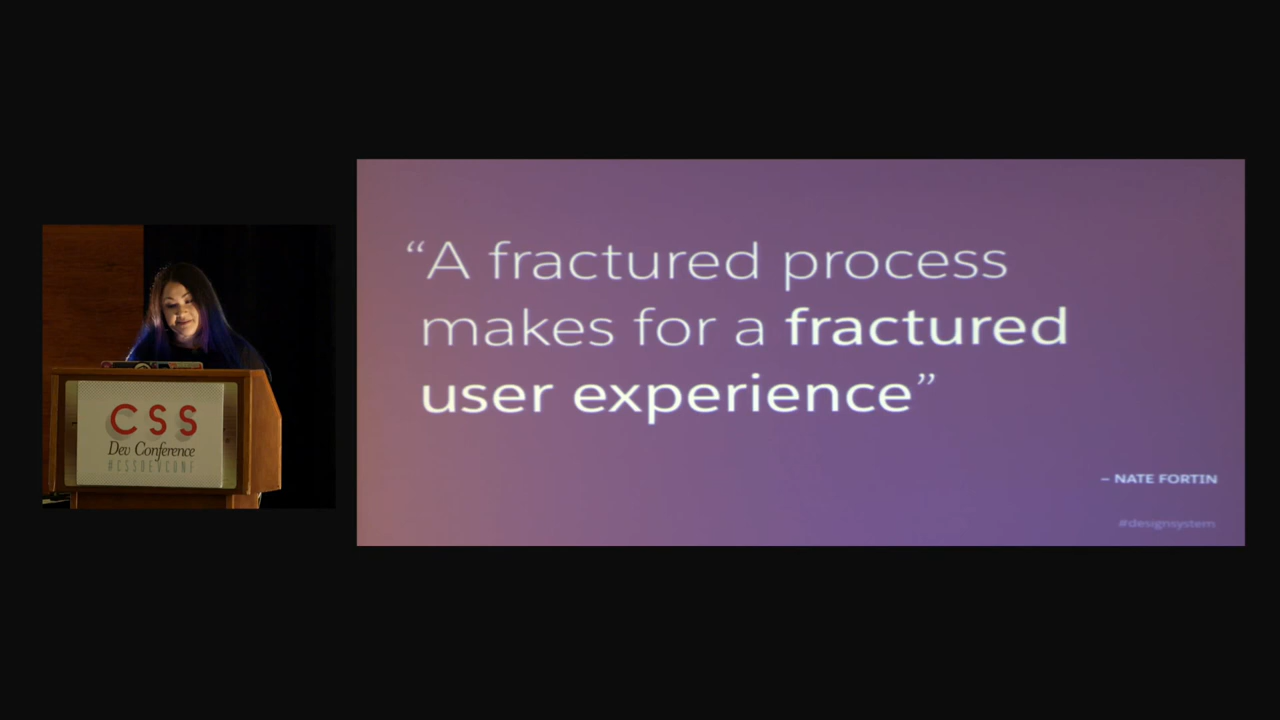 “A fractured process
makes for a fractured
user experience”
– NATE FORTIN
#designsystem
CSS
Dev Conference
#CSSDEVCONF